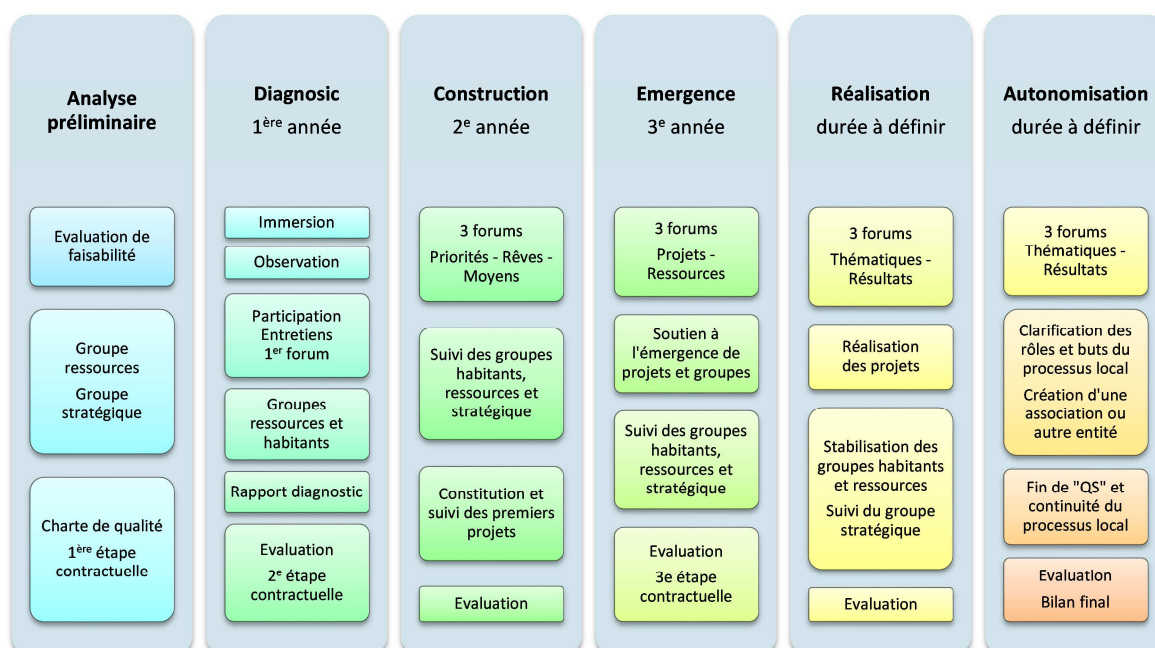 Analyse
préliminaire
Evaluation de
faisabilité
Groupe
ressources
Groupe
stratégique
Charte de qualité
1ère étape
contractuelle
Diagnosic
1ère année
Immersion
Observation
Participation
Entretiens
1er forum
Groupes
ressources et
habitants
Rapport diagnostic
Evaluation
2e étape
contractuelle
Construction
2e année
3 forums
Priorités - Rêves -
Moyens
Suivi des groupes
habitants,
ressources et
stratégique
Constitution et
suivi des premiers
projets
Evaluation
Emergence
3e année
3 forums
Projets -
Ressources
Soutien à
l'émergence de
projets et groupes
Suivi des groupes
habitants,
ressources et
stratégique
Evaluation
3e étape
contractuelle
Réalisation
durée à définir
3 forums
Thématiques -
Résultats
Réalisation
des projets
Stabilisation des
groupes habitants
et ressources
Suivi du groupe
stratégique
Evaluation
Autonomisation
durée à définir
3 forums
Thématiques -
Résultats
Clarification des
rôles et buts du
processus local
Création d'une
association ou
autre entité
Fin de "QS" et
continuité du
processus local
Evaluation
Bilan final